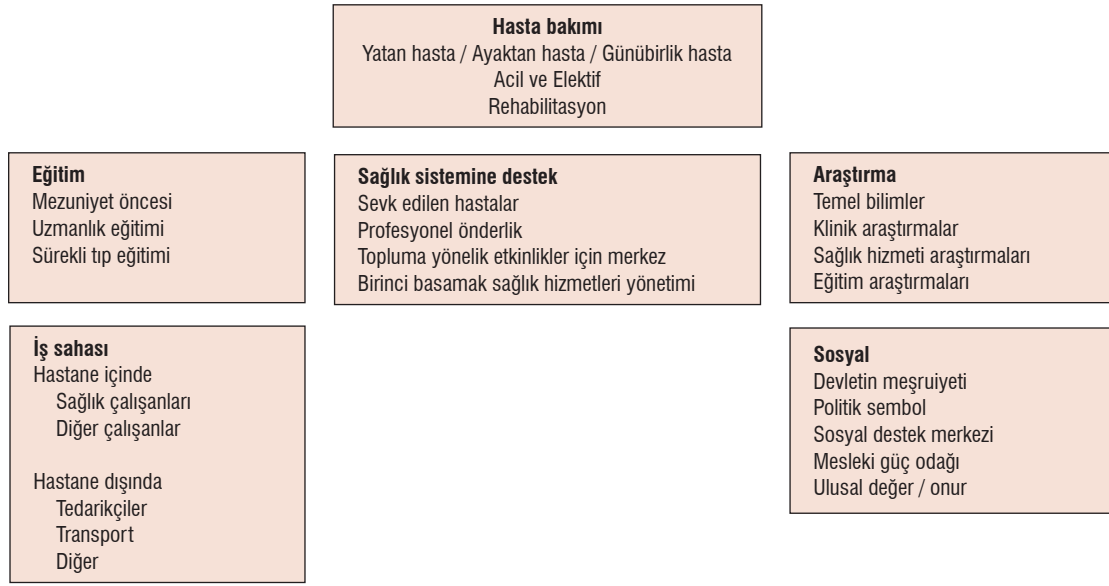 Hasta bakımı
Yatan hasta / Ayaktan hasta / Günübirlik hasta
Acil ve Elektif
Rehabilitasyon
Eğitim
Mezuniyet öncesi
Uzmanlık eğitimi
Sürekli tıp eğitimi
Sağlık sistemine destek
Sevk edilen hastalar
Profesyonel önderlik
Topluma yönelik etkinlikler için merkez
Birinci basamak sağlık hizmetleri yönetimi
Araştırma
Temel bilimler
Klinik araştırmalar
Sağlık hizmeti araştırmaları
Eğitim araştırmaları
İş sahası
Hastane içinde
Sağlık çalışanları
Diğer çalışanlar
Hastane dışında
Tedarikçiler
Transport
Diğer
Sosyal
Devletin meşruiyeti
Politik sembol
Sosyal destek merkezi
Mesleki güç odağı
Ulusal değer / onur